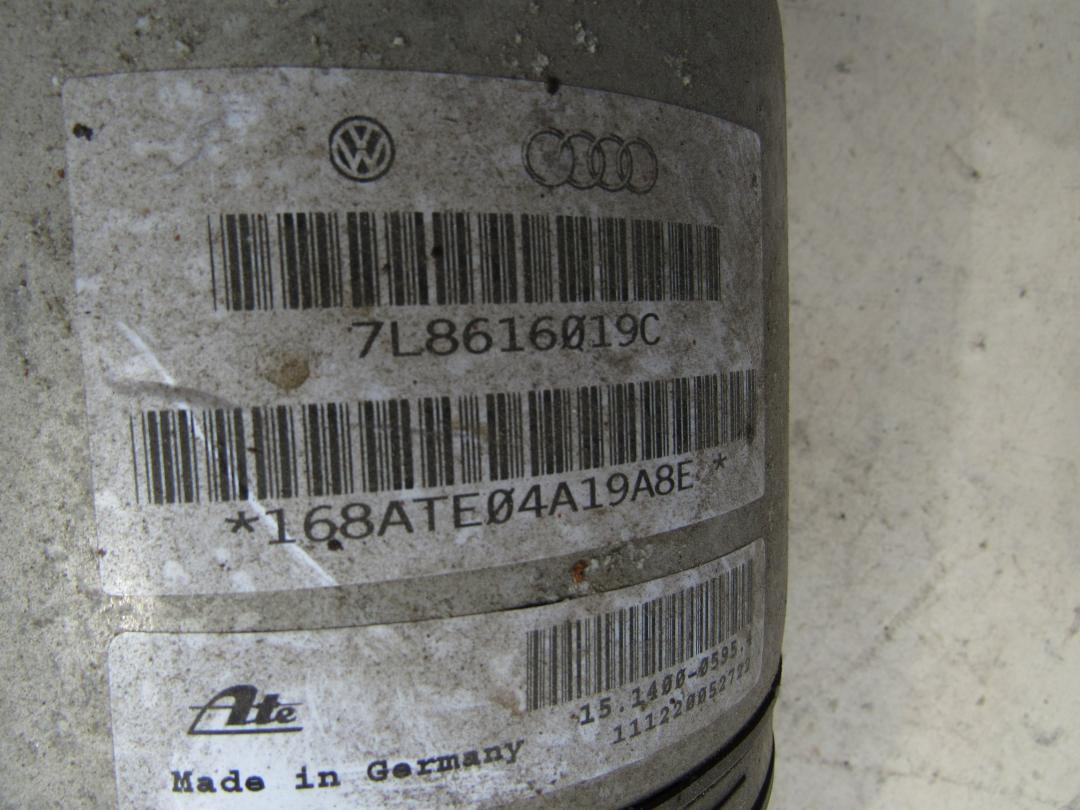 7L8616019C
*168ATE04A19A8E *
Ate
15.1400-0595.
Made in Germany